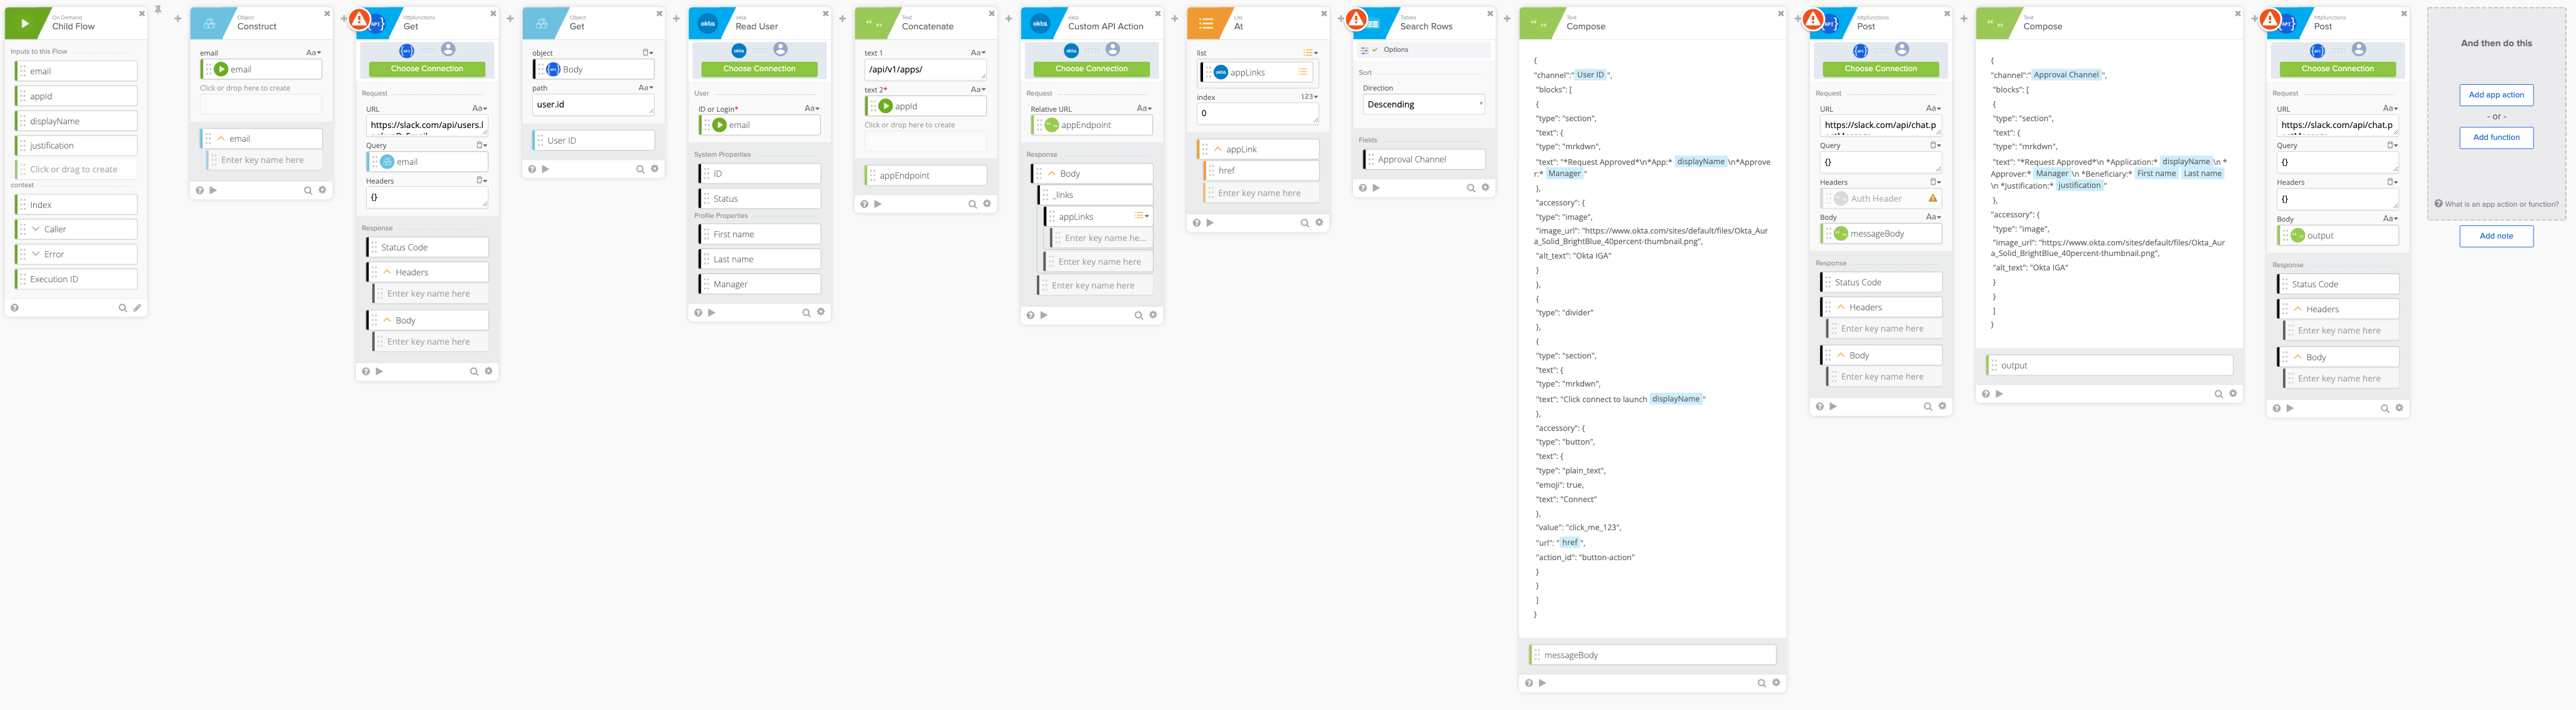 On Demand
Child Flow
Inputs to this Flow
email
appId
displayName
justification
Click or drag to create
context
Index
Caller
Error
Execution ID
Object
Construct
email
Aa
email
Click or drop here to create
email
Enter key name here
httpfunctions
Get
Choose Connection
Request
URL
Aa
https://slack.com/api/users.l
Query
email
Headers
{}
Response
Status Code
Headers
Enter key name here
Body
Enter key name here
Object
Get
object
Body
path
Aa
user.id
User ID
okta
Read User
Choose Connection
User
ID or Login*
Aa
email
System Properties
ID
Status
Profile Properties
First name
Last name
Manager
Text
Concatenate
text 1
Aa
/api/v1/apps/
text 2*
Aa
appId
Click or drop here to create
appEndpoint
okta
Custom API Action
Choose Connection
Request
Relative URL
Aa
appEndpoint
Response
Body
_links
appLinks
Enter key name he...
Enter key name here
Enter key name here
List
At
list
appLinks
index
123
0
appLink
href
Enter key name here
Tables
Search Rows
Options
Sort
Direction
Descending
Fields
Approval Channel
Text
Compose
{
"channel":" User ID ",
"blocks": [
{
"type": "section",
"text": {
"type": "mrkdwn",
"text": "*Request Approved*\n*App:* displayName \n*Approve
r:* Manager "
},
"accessory": {
"type": "image",
"image_url": "https://www.okta.com/sites/default/files/Okta_Aur
a_Solid_BrightBlue_40percent-thumbnail.png",
"alt_text": "Okta IGA"
}
},
{
"type": "divider"
},
{
"type": "section",
"text": {
"type": "mrkdwn",
"text": "Click connect to launch displayName "
},
"accessory": {
"type": "button",
"text": {
"type": "plain_text",
"emoji": true,
"text": "Connect"
},
"value": "click_me_123",
"url": " href ",
"action_id": "button-action"
}
}
]
}
messageBody
httpfunctions
Post
Choose Connection
Request
URL
Aa
https://slack.com/api/chat.p
Query
{}
Headers
Auth Header
Body
Aa
messageBody
Response
Status Code
Headers
Enter key name here
Body
Enter key name here
Text
Compose
{
"channel":" Approval Channel ",
"blocks": [
{
"type": "section",
"text": {
"type": "mrkdwn",
"text": "*Request Approved*\n *Application:* displayName \n *
Approver:* Manager \n *Beneficiary:* First name Last name
\n *Justification:* justification "
},
"accessory": {
"type": "image",
"image_url": "https://www.okta.com/sites/default/files/Okta_Aur
a_Solid_BrightBlue_40percent-thumbnail.png",
"alt_text": "Okta IGA"
}
}
]
}
output
httpfunctions
Post
Choose Connection
Request
URL
Aa
https://slack.com/api/chat.p
Query
{}
Headers
{}
Body
Aa
output
Response
Status Code
Headers
Enter key name here
Body
Enter key name here
And then do this
Add app action
- or -
Add function
What is an app action or function?
Add note